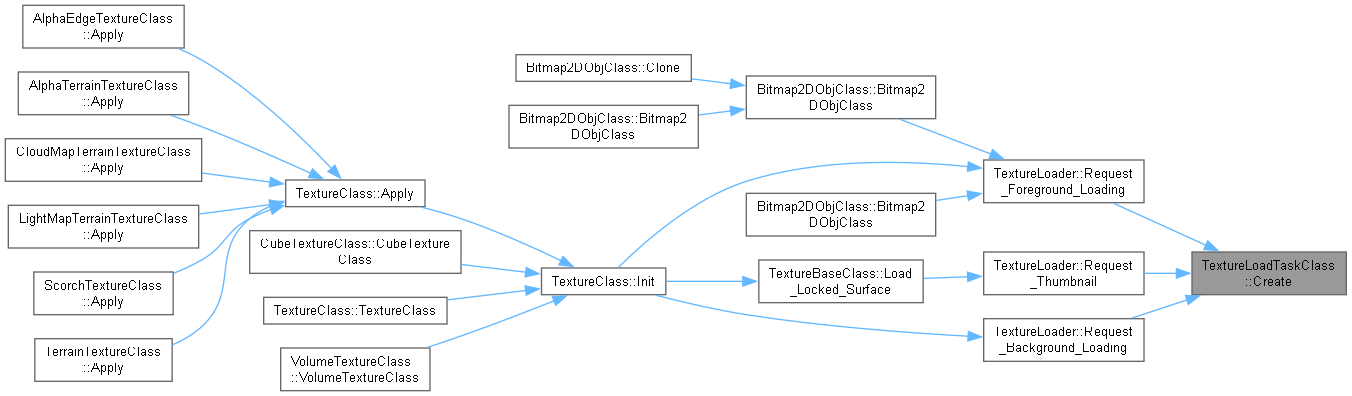 AlphaEdgeTextureClass
::Apply
AlphaTerrainTextureClass
::Apply
CloudMapTerrainTextureClass
::Apply
LightMapTerrainTextureClass
::Apply
ScorchTextureClass
::Apply
TerrainTextureClass
::Apply
TextureClass::Apply
CubeTextureClass::CubeTexture
Class
TextureClass::TextureClass
VolumeTextureClass
::VolumeTextureClass
Bitmap2DObjClass::Clone
Bitmap2DObjClass::Bitmap2
DObjClass
TextureClass::Init
Bitmap2DObjClass::Bitmap2
DObjClass
Bitmap2DObjClass::Bitmap2
DObjClass
TextureBaseClass::Load
_Locked_Surface
TextureLoader::Request
_Foreground_Loading
TextureLoader::Request
_Thumbnail
TextureLoader::Request
_Background_Loading
TextureLoadTaskClass
::Create